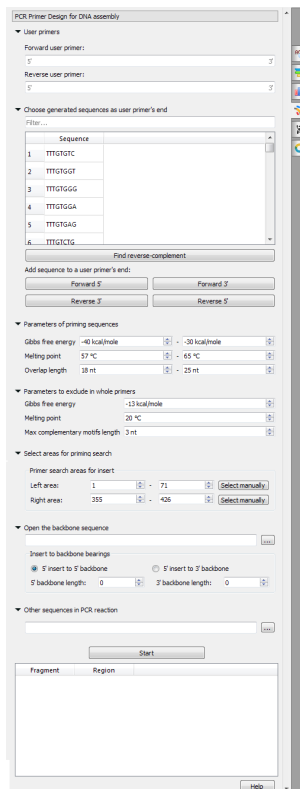 PCR Primer Design for DNA assembly
User primers
Forward user primer:
5' 3'
Reverse user primer:
5' 3'
Choose generated sequences as user primer's end
Filter...
Sequence
1 TTTGTGTC
2 TTTGTGGT
3 TTTGTGGG
4 TTTGTGGA
5 TTTGTGAG
6 TTTGTCTG
Find reverse-complement
Add sequence to a user primer's end:
Forward 5' Forward 3'
Reverse 3' Reverse 5'
Parameters of priming sequences
Gibbs free energy -40 kcal/mole - -30 kcal/mole
Melting point 57 °C - 65 °C
Overlap length 18 nt - 25 nt
Parameters to exclude in whole primers
Gibbs free energy -13 kcal/mole
Melting point 20 °C
Max complementary motifs length 3 nt
Select areas for priming search
Primer search areas for insert
Left area: 1 - 71 Select manually
Right area: 355 - 426 Select manually
Open the backbone sequence
...
Insert to backbone bearings
5' insert to 5' backbone 5' insert to 3' backbone
5' backbone length: 0 3' backbone length: 0
Other sequences in PCR reaction
...
Start
Fragment Region
Help